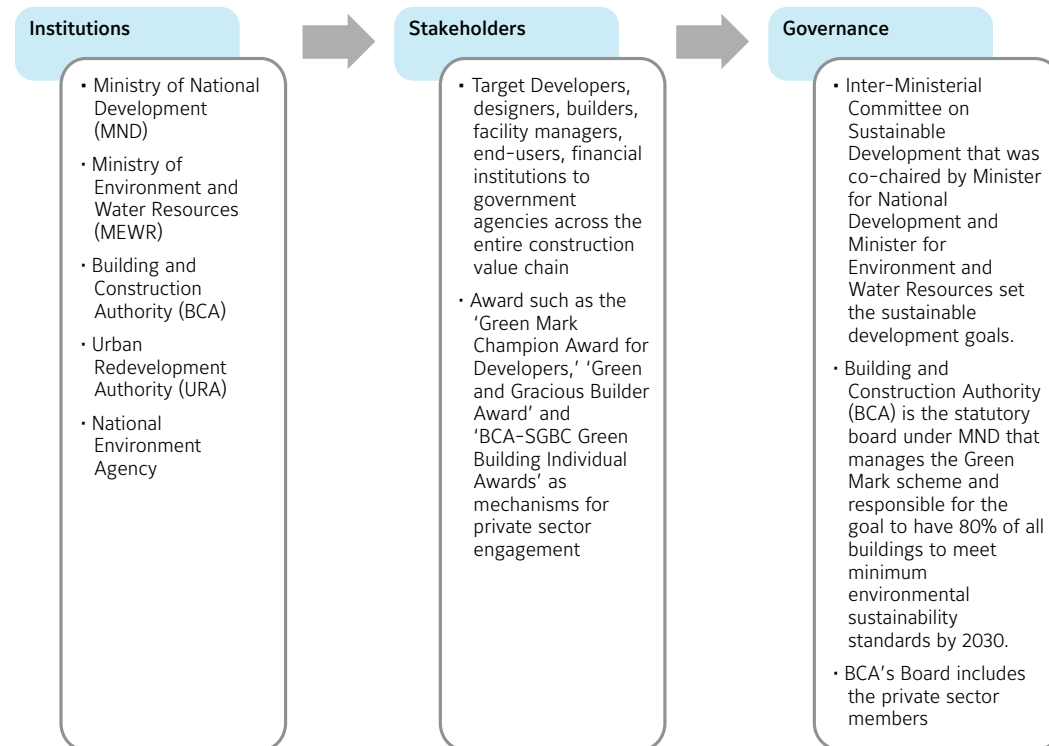 Institutions
• Ministry of National
Development
(MND)
• Ministry of
Environment and
Water Resources
(MEWR)
• Building and
Construction
Authority (BCA)
• Urban
Redevelopment
Authority (URA)
• National
Environment
Agency
Stakeholders
• Target Developers,
designers, builders,
facility managers,
end-users, financial
institutions to
government
agencies across the
entire construction
value chain
• Award such as the
‘Green Mark
Champion Award for
Developers,’ ‘Green
and Gracious Builder
Award’ and
‘BCA-SGBC Green
Building Individual
Awards’ as
mechanisms for
private sector
engagement
Governance
• Inter-Ministerial
Committee on
Sustainable
Development that was
co-chaired by Minister
for National
Development and
Minister for
Environment and
Water Resources set
the sustainable
development goals.
• Building and
Construction Authority
(BCA) is the statutory
board under MND that
manages the Green
Mark scheme and
responsible for the
goal to have 80% of all
buildings to meet
minimum
environmental
sustainability
standards by 2030.
• BCA’s Board includes
the private sector
members